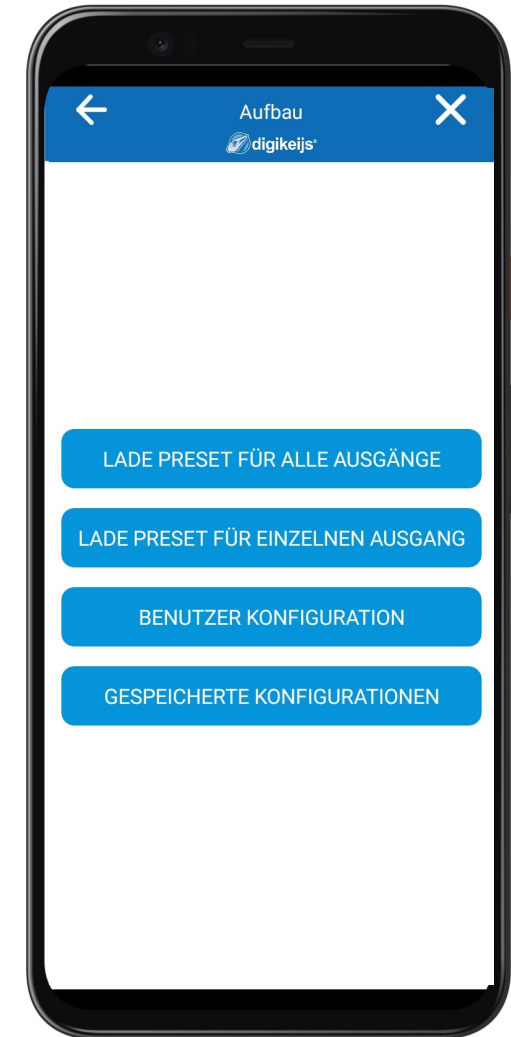 Aufbau
digikeijs®
LADE PRESET FÜR ALLE AUSGÄNGE
LADE PRESET FÜR EINZELNEN AUSGANG
BENUTZER KONFIGURATION
GESPEICHERTE KONFIGURATIONEN